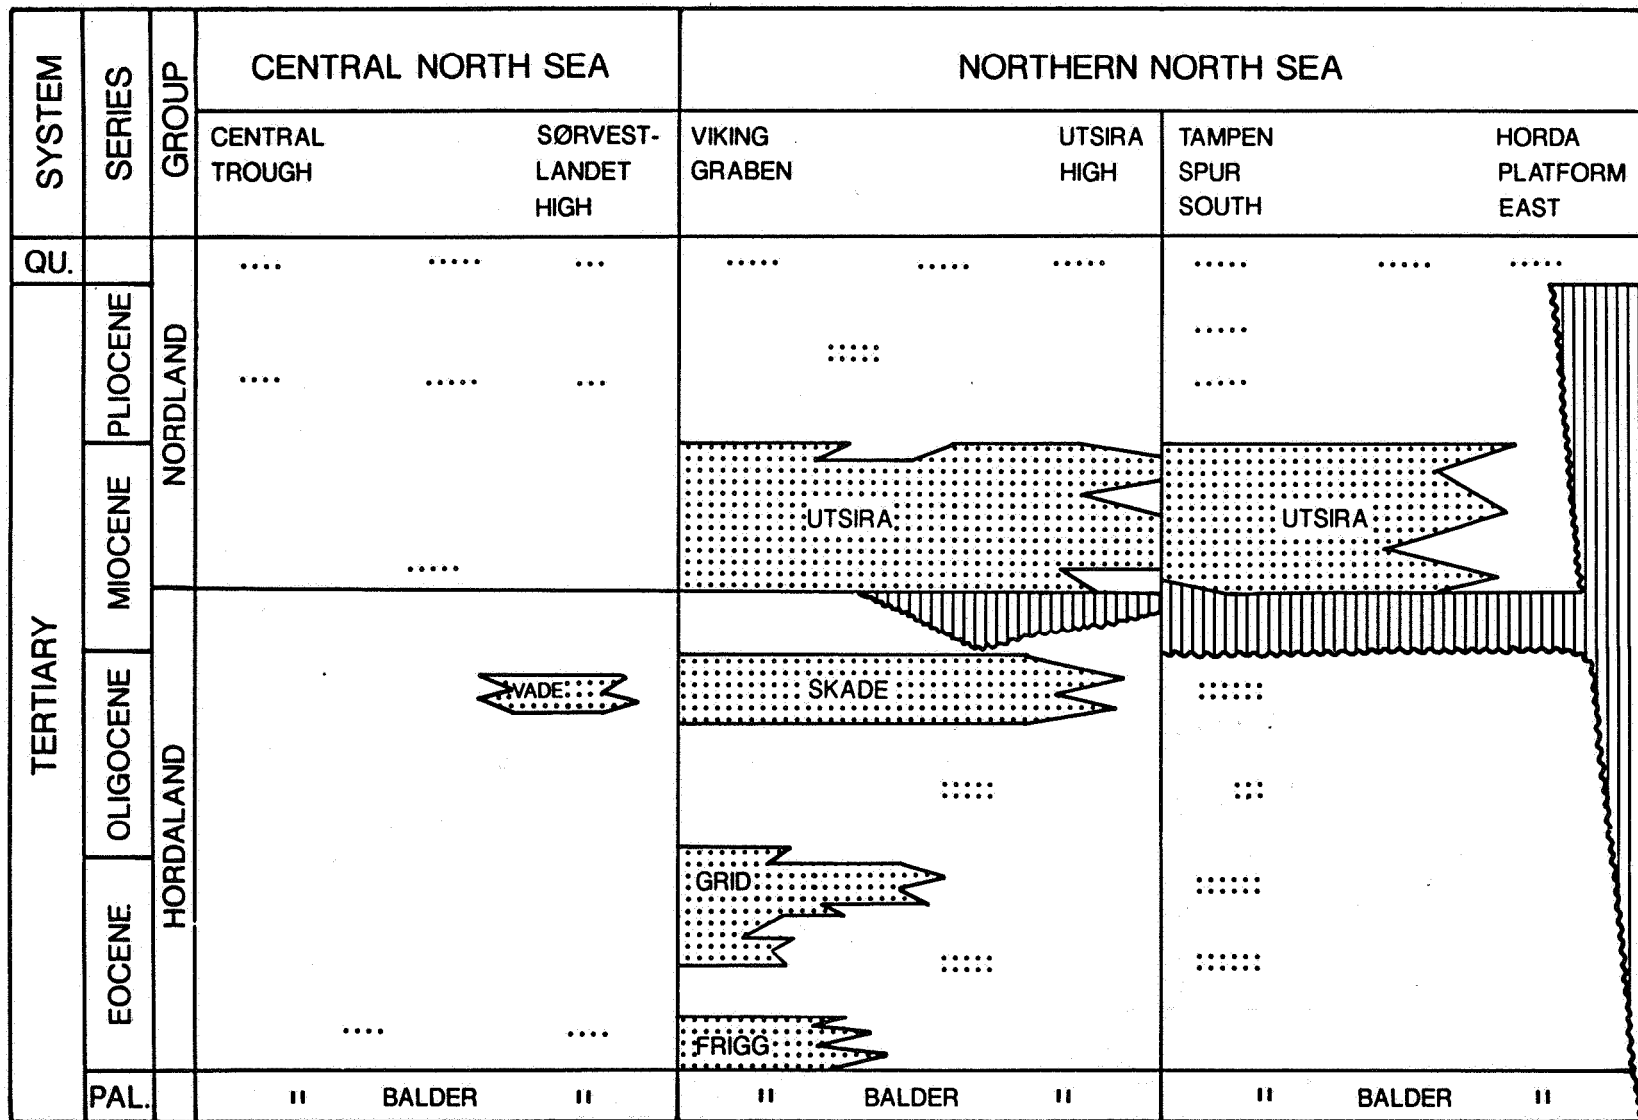 SYSTEM
SERIES
GROUP
CENTRAL NORTH SEA
NORTHERN NORTH SEA
CENTRAL
TROUGH
SØRVEST-
LANDET
HIGH
VIKING
GRABEN
UTSIRA
HIGH
TAMPEN
SPUR
SOUTH
HORDA
PLATFORM
EAST
QU.
TERTIARY
PLIOCENE
MIOCENE
OLIGOCENE
EOCENE
PAL.
NORDLAND
HORDALAND
UTSIRA
UTSIRA
VADE
SKADE
GRID
FRIGG
" BALDER "
" BALDER "
" BALDER "